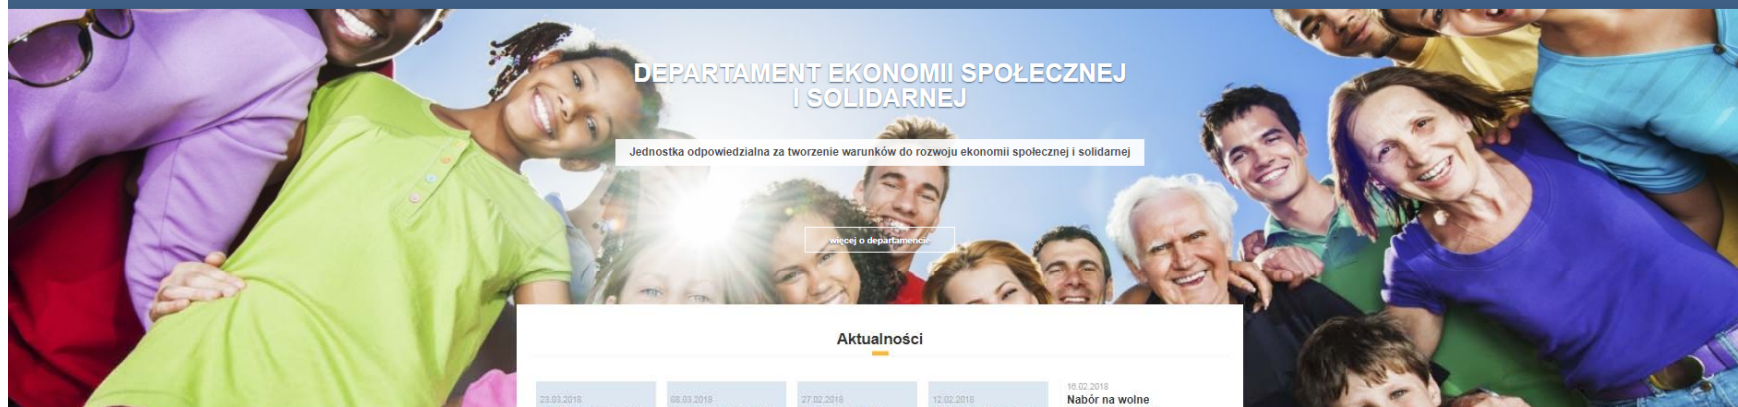 DEPARTAMENT EKONOMII SPOŁECZNEJ
I SOLIDARNEJ
Jednostka odpowiedzialna za tworzenie warunków do rozwoju ekonomii społecznej i solidarnej
więcej o departamencie
Aktualności
23.03.2018
08.03.2018
27.02.2018
12.02.2018
16.02.2018
Nabór na wolne